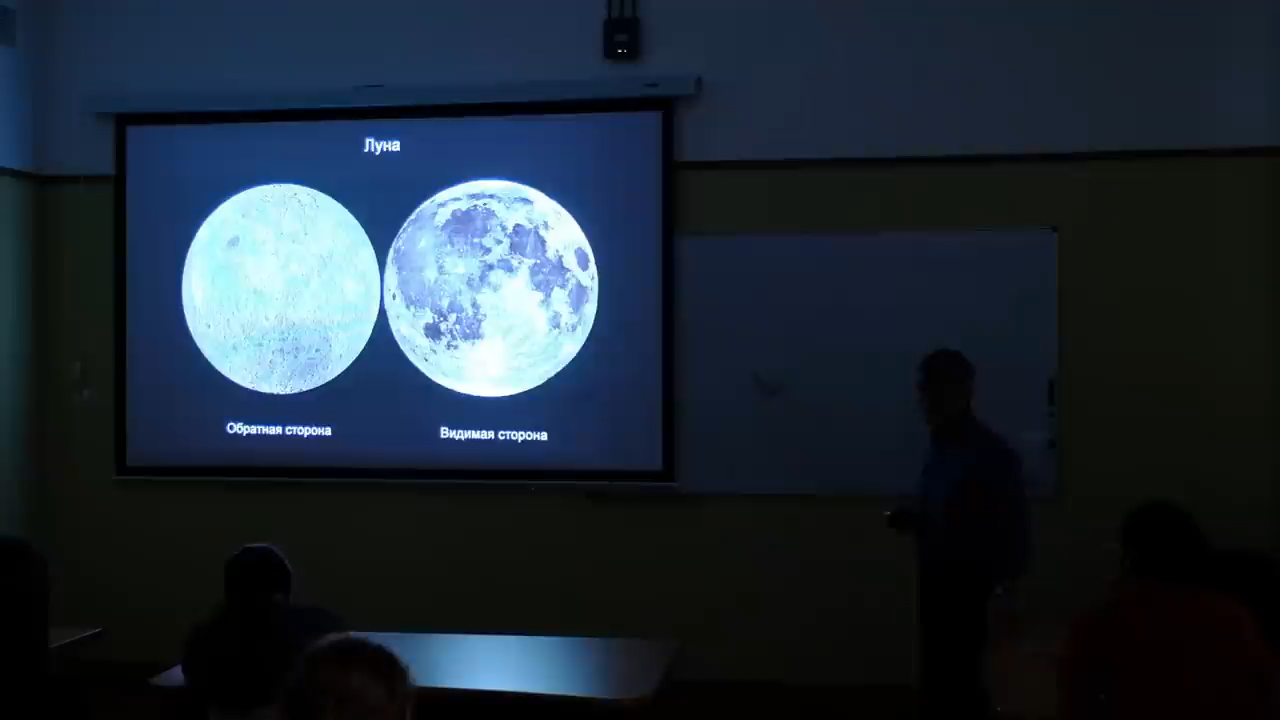 Луна
Обратная сторона
Видимая сторона